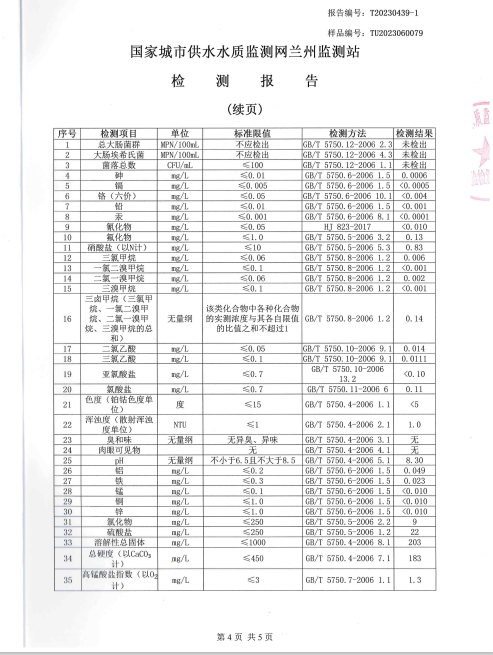 报告编号: T20230439-1
样品编号: TU2023060079
国家城市供水水质监测网兰州监测站
检 测 报 告
(续页)
序号 检测项目 单位 标准限值 检测方法 检测结果
1 总大肠菌群 MPN/100mL 不应检出 GB/T 5750.12-2006 2.3 未检出
2 大肠埃希氏菌 MPN/100mL 不应检出 GB/T 5750.12-2006 4.3 未检出
3 菌落总数 CFU/mL ≤100 GB/T 5750.12-2006 1.1 未检出
4 砷 mg/L ≤0.01 GB/T 5750.6-2006 1.5 0.0006
5 镉 mg/L ≤0.005 GB/T 5750.6-2006 1.5 <0.0005
6 铬(六价) mg/L ≤0.05 GB/T 5750.6-2006 10.1 <0.004
7 铅 mg/L ≤0.01 GB/T 5750.6-2006 1.5 <0.001
8 汞 mg/L ≤0.001 GB/T 5750.6-2006 8.1 <0.0001
9 氰化物 mg/L ≤0.05 HJ 823-2017 <0.010
10 氟化物 mg/L ≤1.0 GB/T 5750.5-2006 3.2 0.13
11 硝酸盐(以N计) mg/L ≤10 GB/T 5750.5-2006 5.3 0.83
12 三氯甲烷 mg/L ≤0.06 GB/T 5750.8-2006 1.2 0.006
13 一氯二溴甲烷 mg/L ≤0.1 GB/T 5750.8-2006 1.2 <0.001
14 二氯一溴甲烷 mg/L ≤0.06 GB/T 5750.8-2006 1.2 0.002
15 三溴甲烷 mg/L ≤0.1 GB/T 5750.8-2006 1.2 <0.001
三卤甲烷(三氯甲
烷、一氯二溴甲 该类化合物中各种化合物
16 烷、二氯一溴甲 无量纲 的实测浓度与其各自限值 GB/T 5750.8-2006 1.2 0.14
烷、三溴甲烷的总 的比值之和不超过1
和)
17 二氯乙酸 mg/L ≤0.05 GB/T 5750.10-2006 9.1 0.014
18 三氯乙酸 mg/L ≤0.1 GB/T 5750.10-2006 9.1 0.0111
19 亚氯酸盐 mg/L ≤0.7 GB/T 5750.10-2006 <0.10
13.2
20 氯酸盐 mg/L ≤0.7 GB/T 5750.11-2006 6 0.11
21 色度(铂钴色度单 度 ≤15 GB/T 5750.4-2006 1.1 <5
位)
22 浑浊度(散射浑浊 NTU ≤1 GB/T 5750.4-2006 2.1 1.0
度单位)
23 臭和味 无量纲 无异臭、异味 GB/T 5750.4-2006 3.1 无
24 肉眼可见物 无 GB/T 5750.4-2006 4.1 无
25 pH 无量纲 不小于6.5且不大于8.5 GB/T 5750.4-2006 5.1 8.30
26 铝 mg/L ≤0.2 GB/T 5750.6-2006 1.5 0.049
27 铁 mg/L ≤0.3 GB/T 5750.6-2006 1.5 0.023
28 锰 mg/L ≤0.1 GB/T 5750.6-2006 1.5 <0.010
29 铜 mg/L ≤1.0 GB/T 5750.6-2006 1.5 <0.010
30 锌 mg/L ≤1.0 GB/T 5750.6-2006 1.5 <0.010
31 氯化物 mg/L ≤250 GB/T 5750.5-2006 2.2 9
32 硫酸盐 mg/L ≤250 GB/T 5750.5-2006 1.2 22
33 溶解性总固体 mg/L ≤1000 GB/T 5750.4-2006 8.1 203
34 总硬度(以CaCO3 mg/L ≤450 GB/T 5750.4-2006 7.1 183
计)
35 高锰酸盐指数(以O2 mg/L ≤3 GB/T 5750.7-2006 1.1 1.3
计)
第 4 页 共 5 页